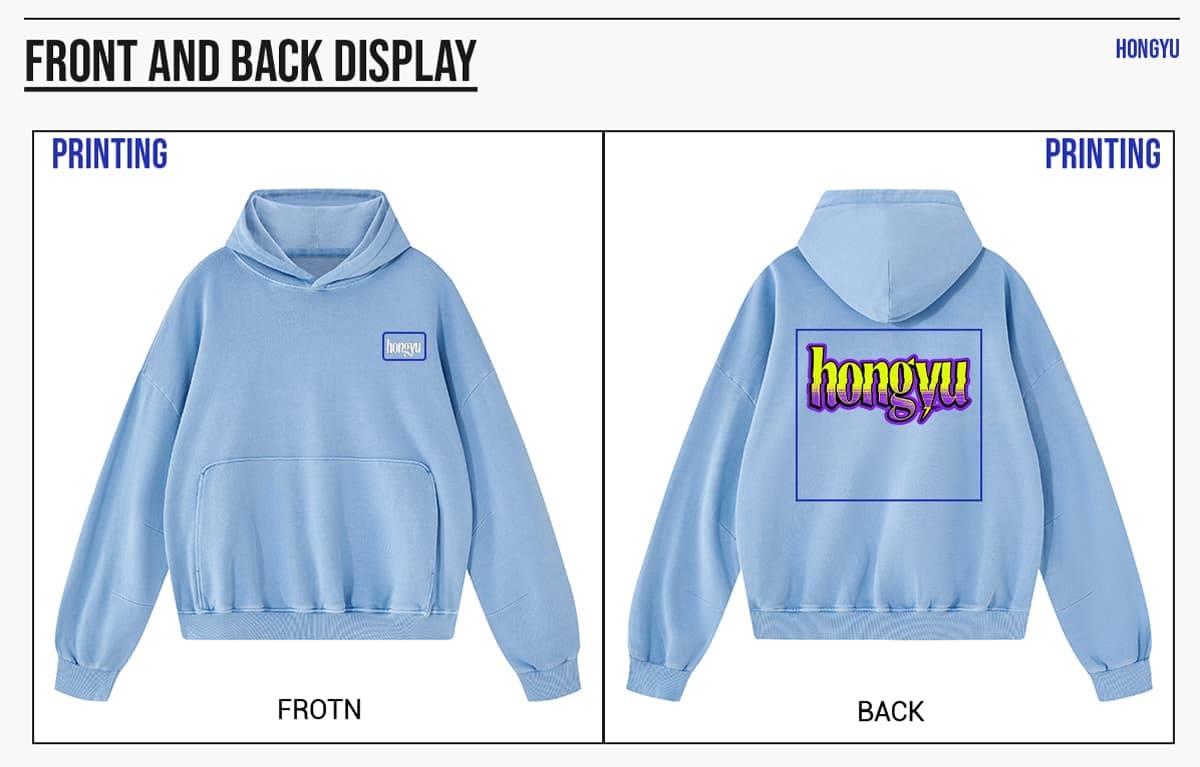 FRONT AND BACK DISPLAY
HONGYU
PRINTING
PRINTING
hongyu
hongyu
FROTN
BACK